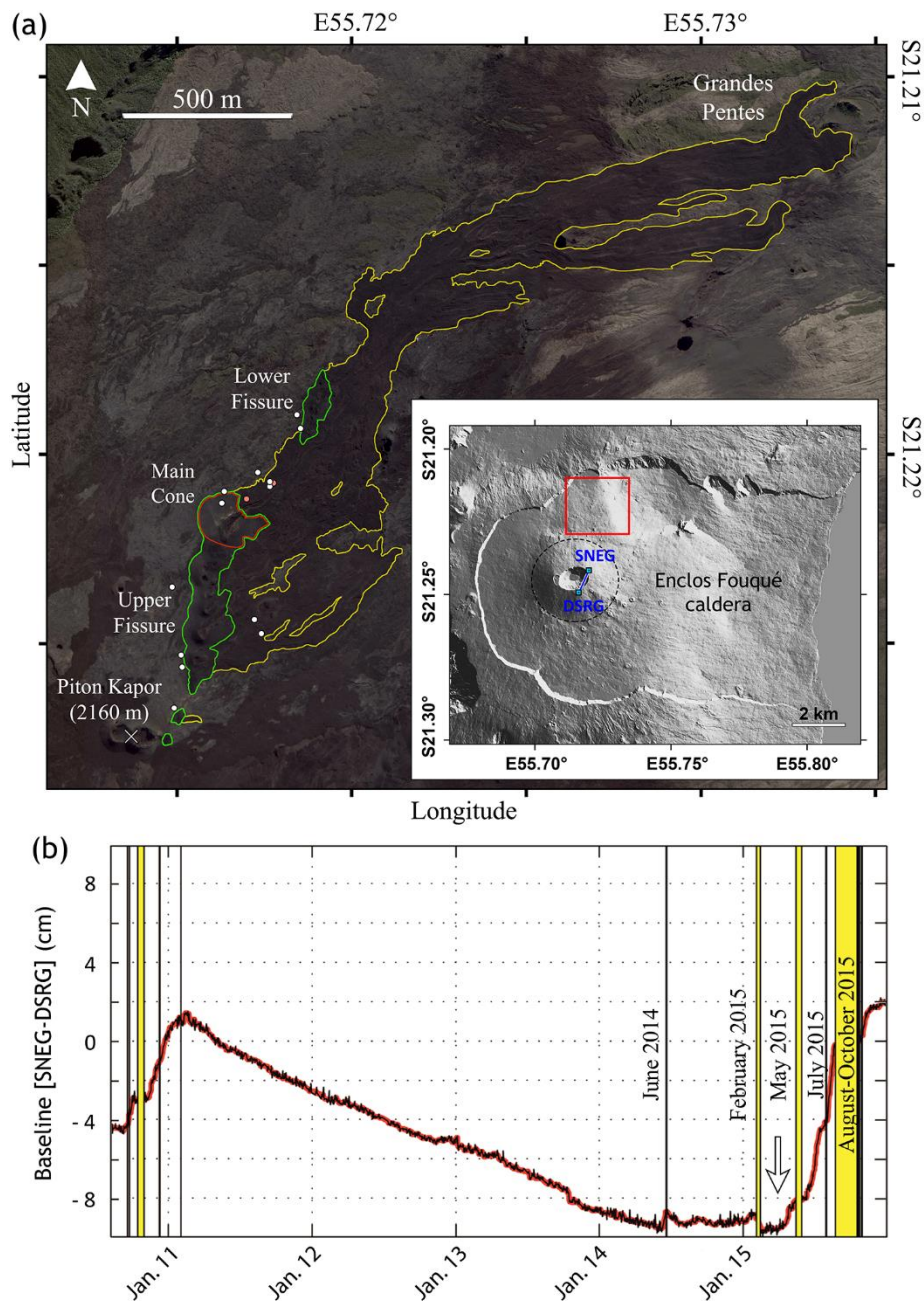 (a)
E55.72°
E55.73°
S21.21°
N
500 m
Grandes
Pentes
Lower
Fissure
Latitude
S21.22°
Main
Cone
Upper
Fissure
Piton Kapor
(2160 m)
S21.20°
S21.25°
S21.30°
SNEG
DSRG
Enclos Fouqué
caldera
2 km
E55.70°
E55.75°
E55.80°
Longitude
(b)
Baseline [SNEG-DSRG] (cm)
8
4
0
- 4
- 8
June 2014
February 2015
May 2015
July 2015
August-October 2015
Jan. 11
Jan. 12
Jan. 13
Jan. 14
Jan. 15